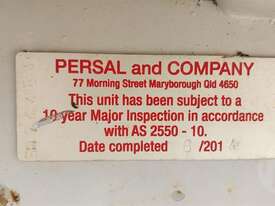 PERSAL and COMPANY
77 Morning Street Maryborough Qld 4650
This unit has been subject to a
10 year Major Inspection in accordance
with AS 2550 - 10.
Date completed /201